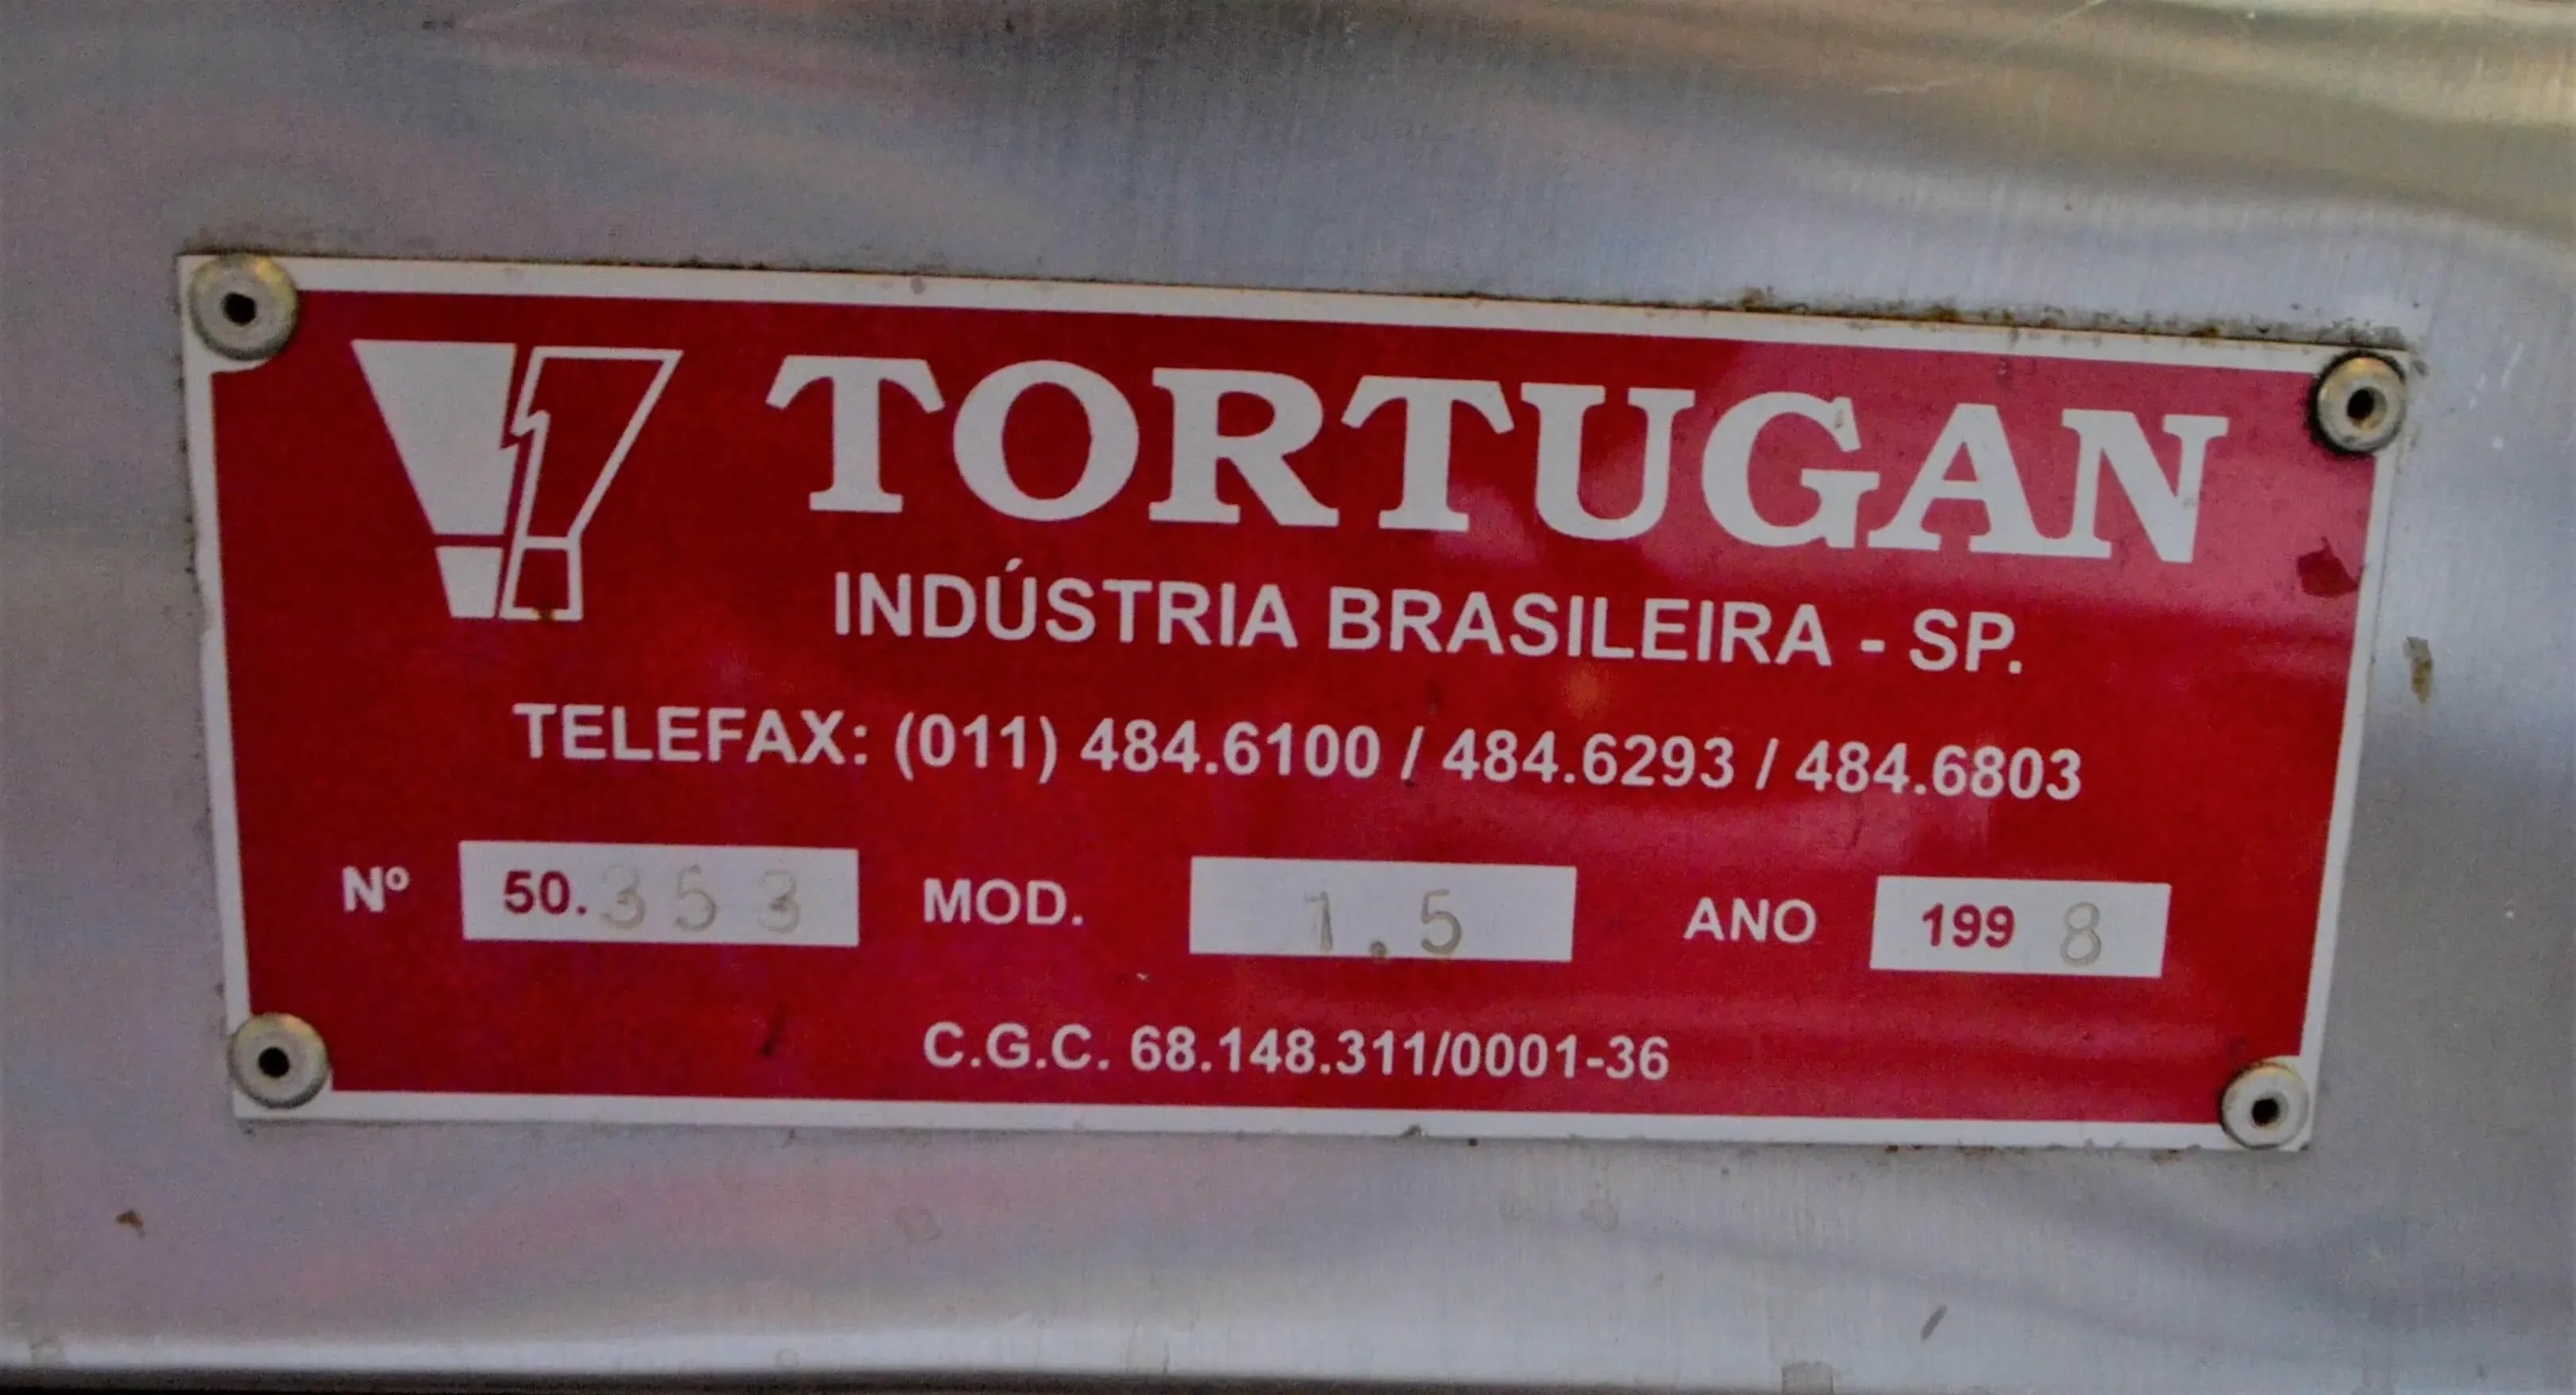 TORTUGAN
INDÚSTRIA BRASILEIRA - SP.
TELEFAX: (011) 484.6100 / 484.6293 / 484.6803
Nº 50.353 MOD. 1.5 ANO 1998
C.G.C. 68.148.311/0001-36